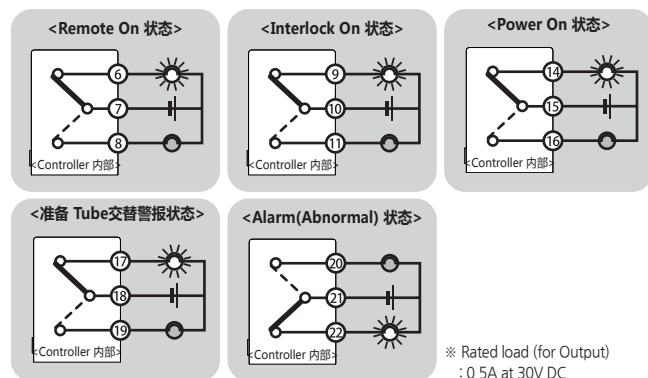 <Remote On 状态>
6
7
8
<Controller 内部>
<Interlock On 状态>
9
10
11
<Controller 内部>
<Power On 状态>
14
15
16
<Controller 内部>
<准备 Tube交替警报状态>
17
18
19
<Controller 内部>
<Alarm(Abnormal) 状态>
20
21
22
<Controller 内部>
※ Rated load (for Output)
: 0.5A at 30V DC